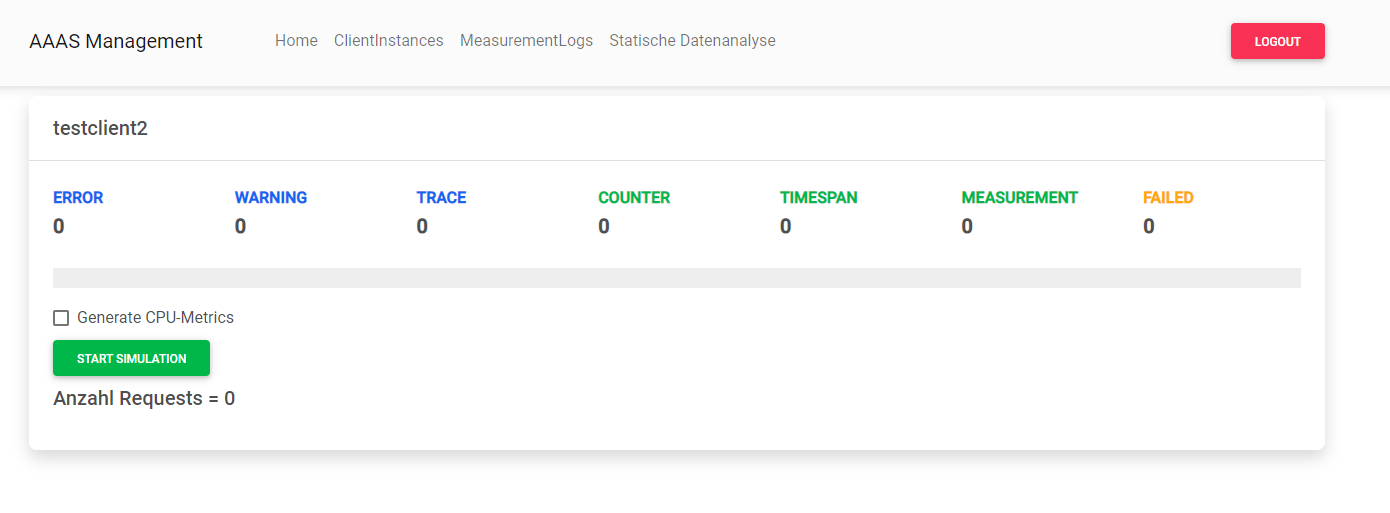 AAAS Management Home ClientInstances MeasurementLogs Statische Datenanalyse LOGOUT
testclient2
ERROR WARNING TRACE COUNTER TIMESPAN MEASUREMENT FAILED
0 0 0 0 0 0 0
Generate CPU-Metrics
START SIMULATION
Anzahl Requests = 0